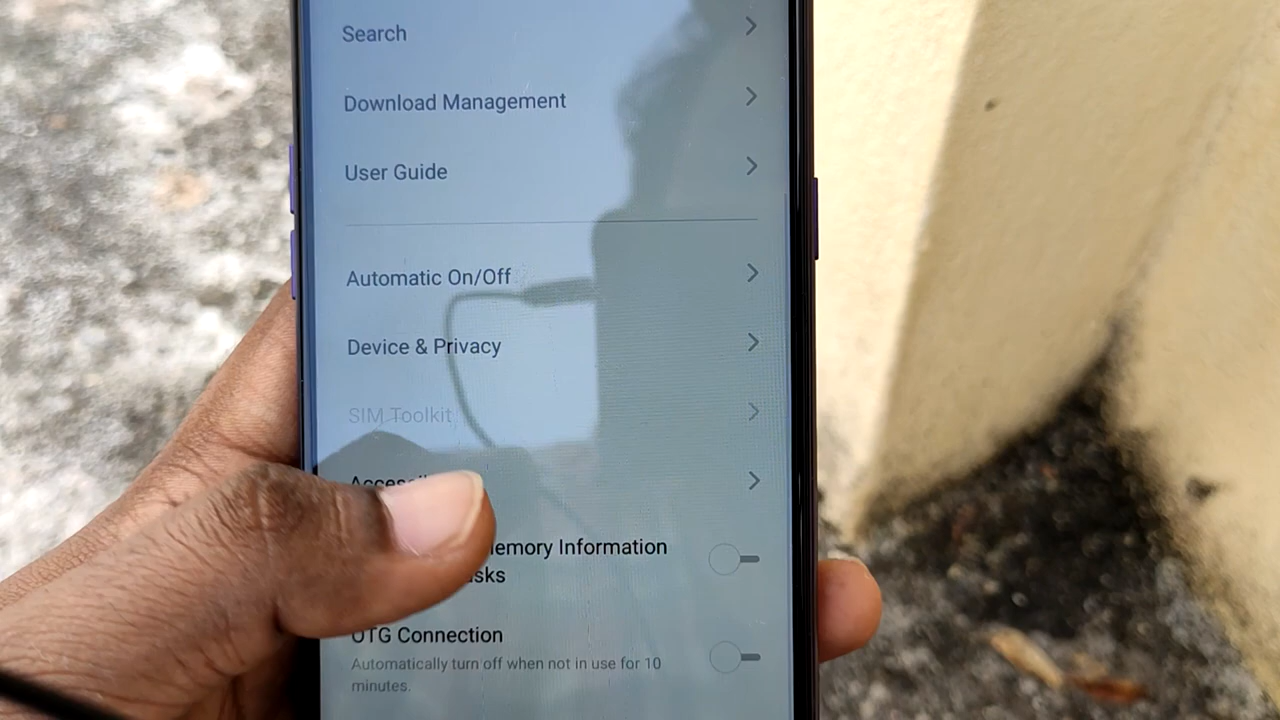 Search
Download Management
User Guide
Automatic On/Off
Device & Privacy
SIM Toolkit
Information
OTG Connection
Automatically turn off when not in use for 10
minutes.